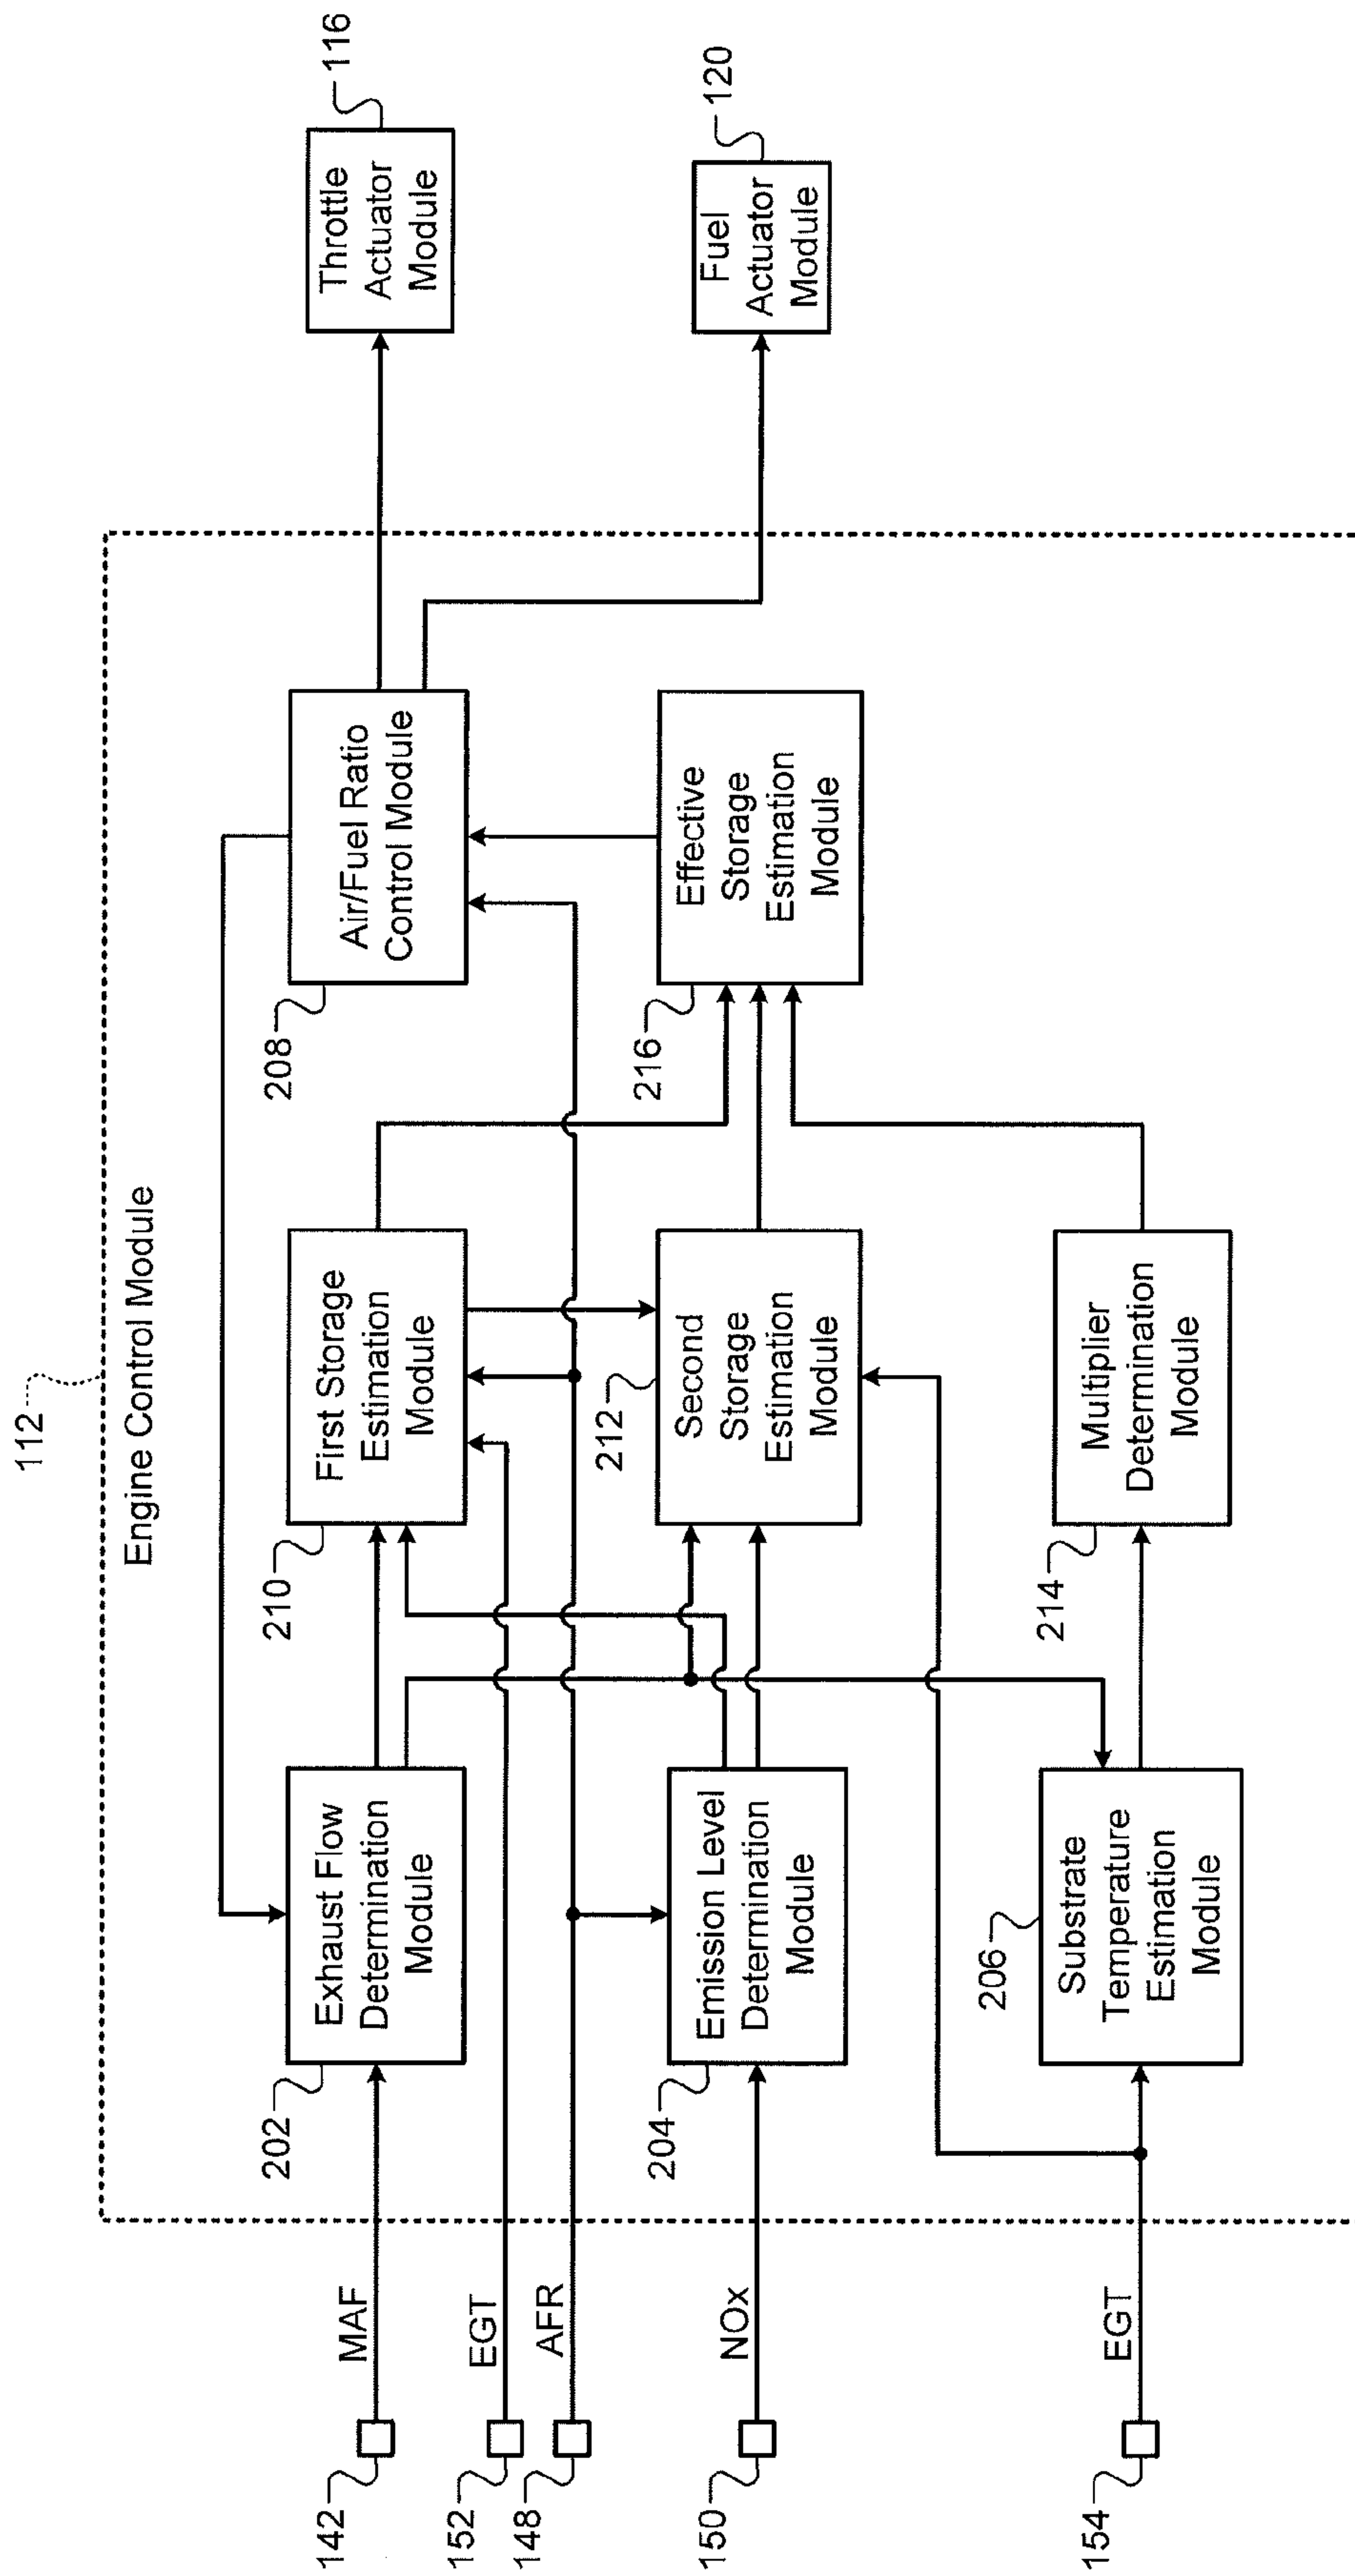 112
Engine Control Module
142
MAF
202
Exhaust Flow
Determination
Module
210
First Storage
Estimation
Module
208
Air/Fuel Ratio
Control Module
Throttle
Actuator
Module
116
152
EGT
148
AFR
150
NOx
204
Emission Level
Determination
Module
212
Second
Storage
Estimation
Module
216
Effective
Storage
Estimation
Module
Fuel
Actuator
Module
120
154
EGT
206
Substrate
Temperature
Estimation
Module
214
Multiplier
Determination
Module